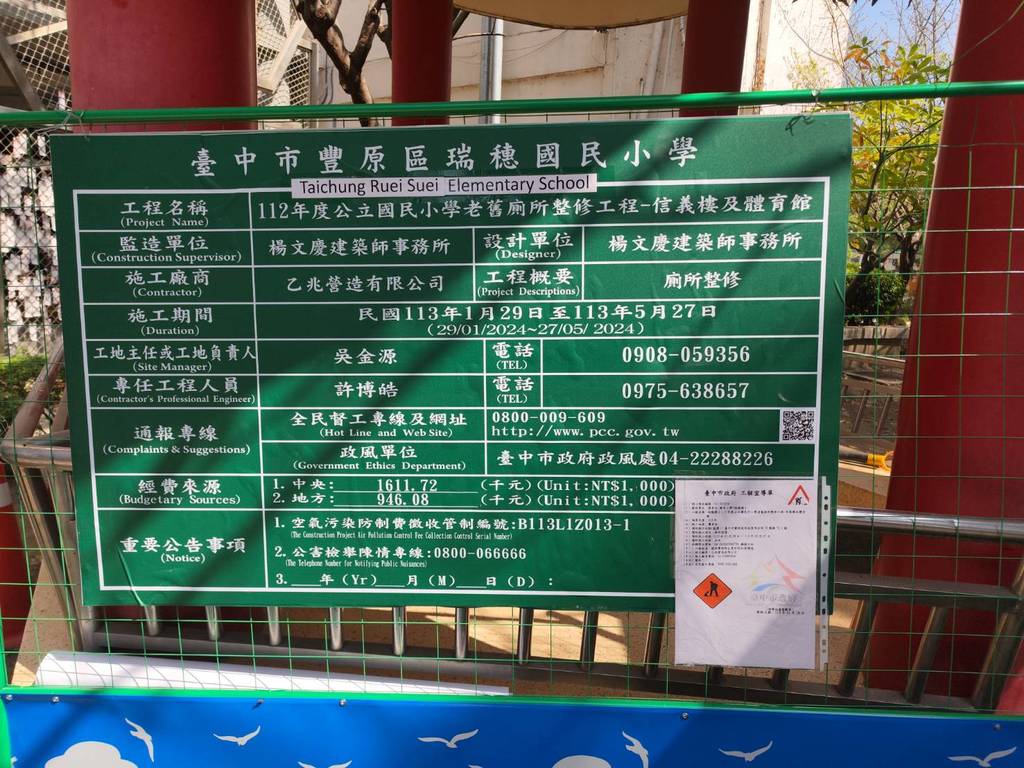 臺中市豐原區瑞穗國民小學
Taichung Ruei Suei Elementary School
工程名稱 112年度公立國民小學老舊廁所整修工程-信義樓及體育館
(Project Name)
監造單位 楊文慶建築師事務所 設計單位 楊文慶建築師事務所
(Construction Supervisor) (Designer)
施工廠商 乙兆營造有限公司 工程概要 廁所整修
(Contractor) (Project Descriptions)
施工期間 民國113年1月29日至113年5月27日
(Duration) (29/01/2024~27/05/2024)
工地主任或工地負責人 吳金源 電話 0908-059356
(Site Manager) (TEL)
專任工程人員 許博皓 電話 0975-638657
(Contractor's Professional Engineer) (TEL)
通報專線 全民督工專線及網址 0800-009-609
(Complaints & Suggestions) (Hot Line and Web Site) http://www.pcc.gov.tw
政風單位 臺中市政府政風處04-22288226
(Government Ethics Department)
經費來源 1.中央: 1611.72 (千元)(Unit:NT$1,000)
(Budgetary Sources) 2.地方: 946.08 (千元)(Unit:NT$1,000)
重要公告事項 1.空氣污染防制費徵收管制編號:B113L1Z013-1
(Notice) (The Construction Project Air Pollution Control Fee Collection Control Serial Number)
2.公害檢舉陳情專線:0800-066666
(The Telephone Number for Notifying Public Nuisances)
3.__年(Yr)__月(M)__日(D):
臺中市政府 工程宣導單
臺中市政府